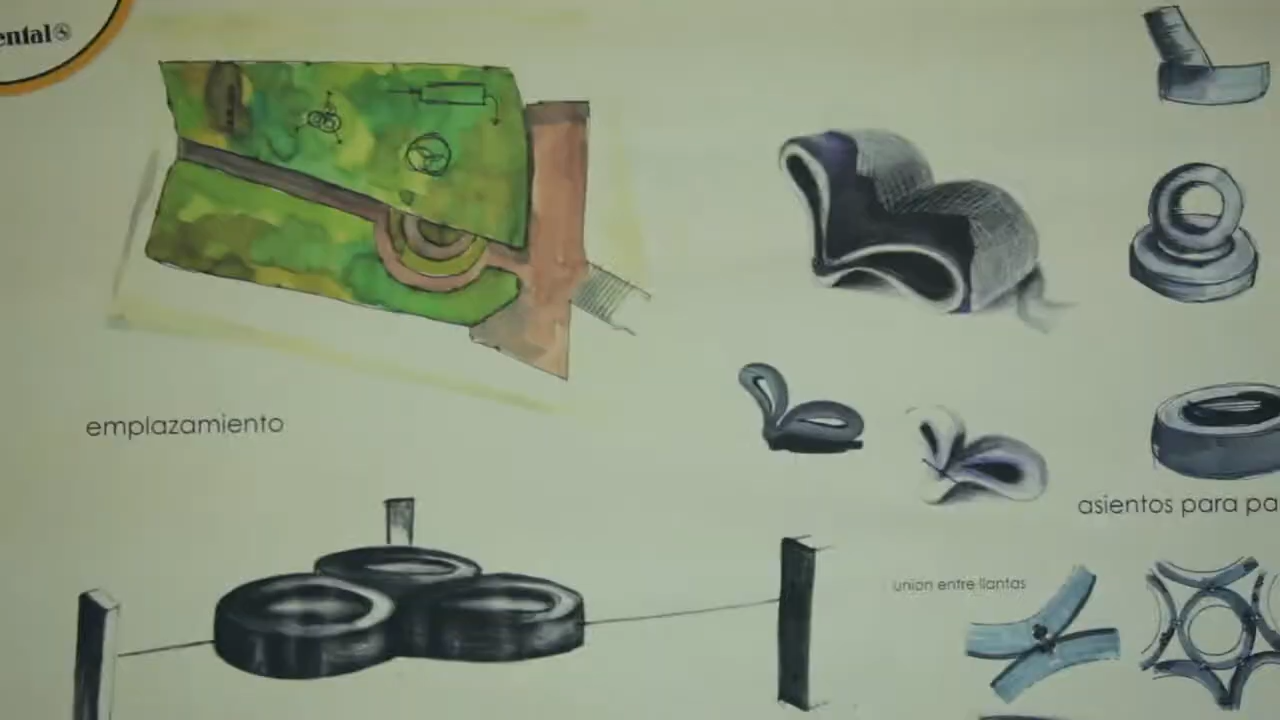 ental
emplazamiento
asientos para pa
union entre llantas